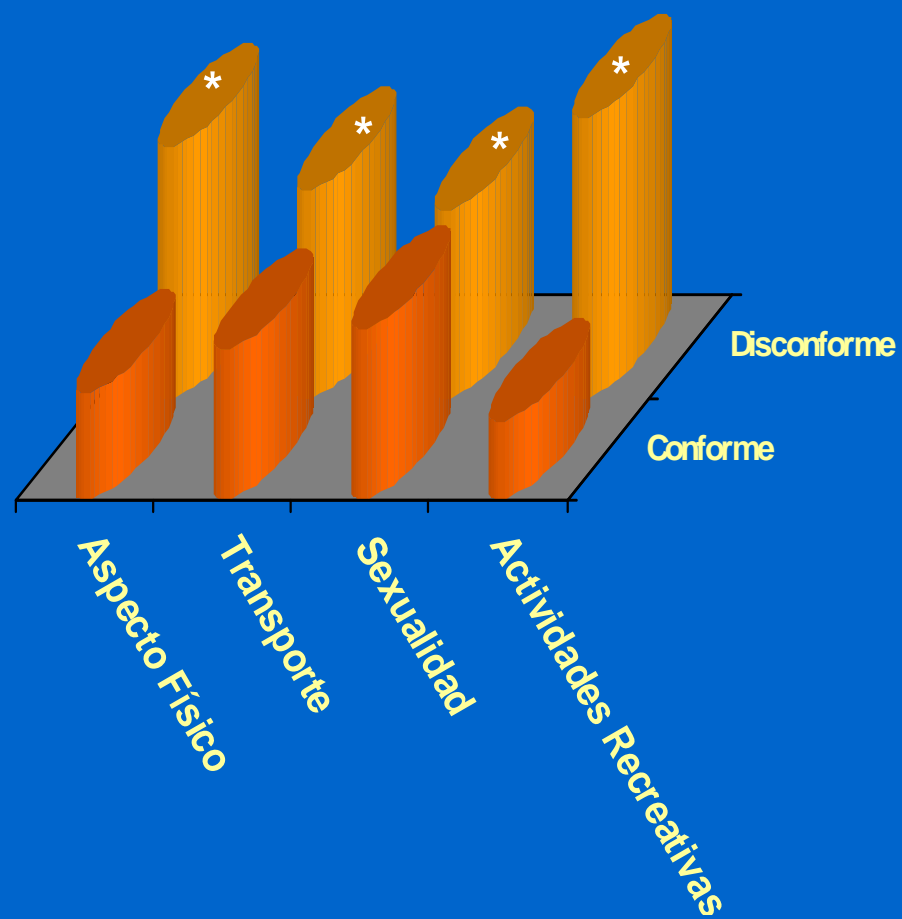 *
*
*
*
Disconforme
Conforme
Aspecto Físico
Transporte
Sexualidad
Actividades Recreativas